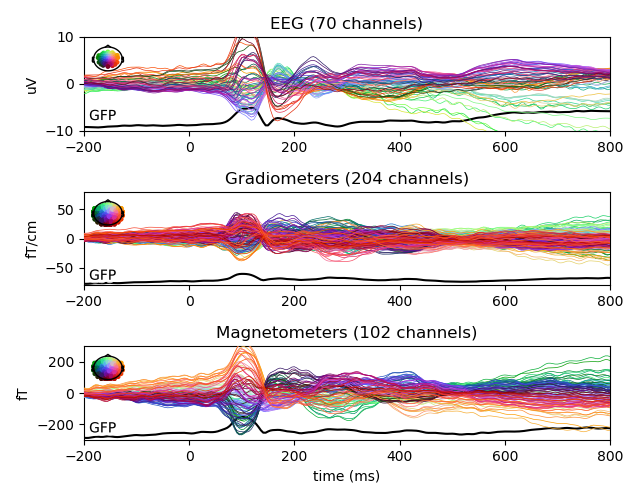 EEG (70 channels)
10
0
−10
uV
GFP
−200 0 200 400 600 800
Gradiometers (204 channels)
50
0
−50
fT/cm
GFP
−200 0 200 400 600 800
Magnetometers (102 channels)
200
0
−200
fT
GFP
−200 0 200 400 600 800
time (ms)